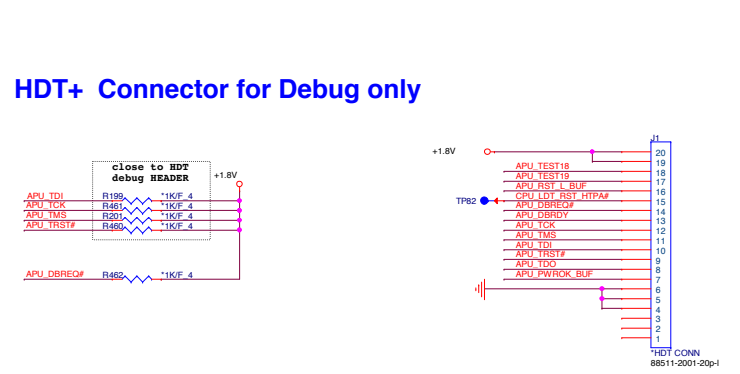 HDT+ Connector for Debug only
close to HDT
debug HEADER
+1.8V
APU_TDI R199 *1K/F_4
APU_TCK R461 *1K/F_4
APU_TMS R201 *1K/F_4
APU_TRST# R460 *1K/F_4
APU_DBREQ# R462 *1K/F_4
J1
+1.8V 20
19
APU_TEST18 18
APU_TEST19 17
APU_RST_L_BUF 16
TP82 CPU_LDT_RST_HTPA# 15
APU_DBREQ# 14
APU_DBRDY 13
APU_TCK 12
APU_TMS 11
APU_TDI 10
APU_TRST# 9
APU_TDO 8
APU_PWROK_BUF 7
6
5
4
3
2
1
*HDT CONN
88511-2001-20p-l